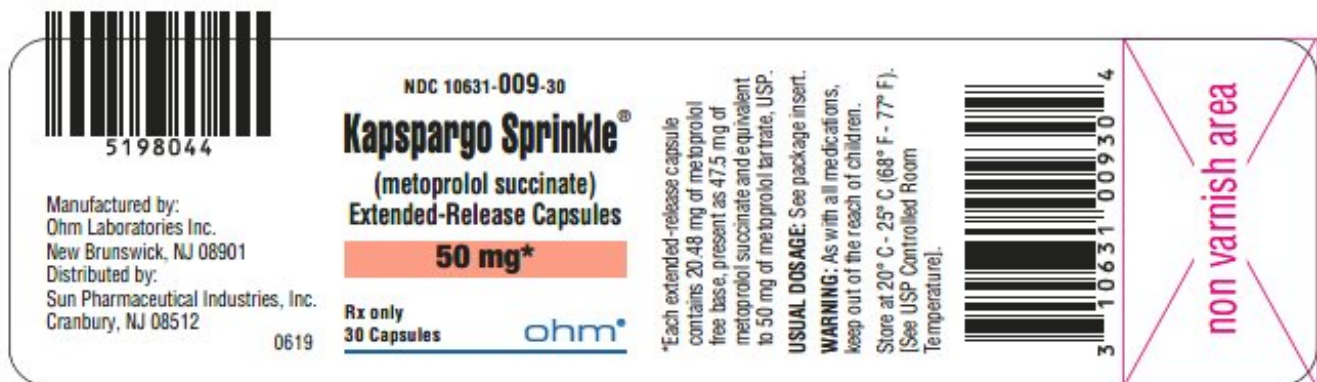 5198044
Manufactured by:
Ohm Laboratories Inc.
New Brunswick, NJ 08901
Distributed by:
Sun Pharmaceutical Industries, Inc.
Cranbury, NJ 08512
0619
NDC 10631-009-30
Kapspargo Sprinkle®
(metoprolol succinate)
Extended-Release Capsules
50 mg*
Rx only
30 Capsules
ohm
*Each extended-release capsule
contains 20.48 mg of metoprolol
free base, present as 47.5 mg of
metoprolol succinate and equivalent
to 50 mg of metoprolol tartrate, USP.
USUAL DOSAGE: See package insert.
WARNING: As with all medications,
keep out of the reach of children.
Store at 20° C - 25° C (68° F - 77° F).
[See USP Controlled Room
Temperature].
3 10631 00930 4
non varnish area